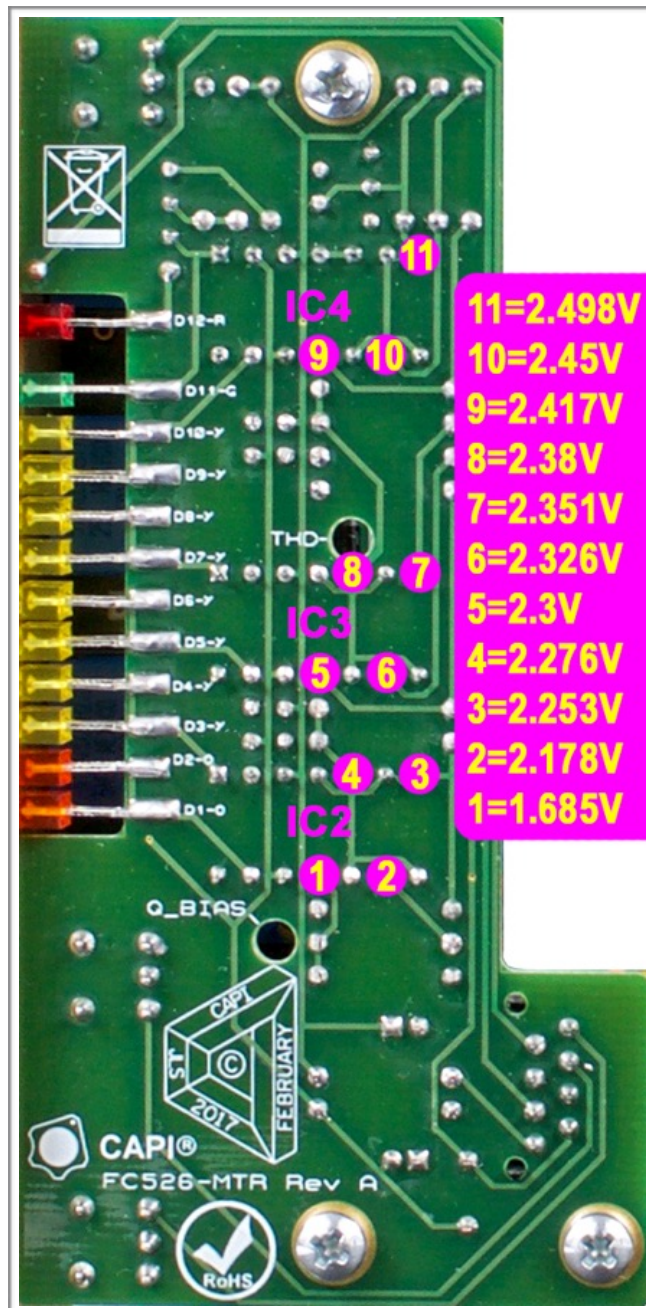 11
IC4
D12-R
9
10
D11-G
D10-Y
D9-Y
D8-Y
THD
D7-Y
8
7
D6-Y
IC3
D5-Y
5
6
D4-Y
D3-Y
D2-O
4
3
D1-O
IC2
1
2
Q_BIAS
11=2.498V
10=2.45V
9=2.417V
8=2.38V
7=2.351V
6=2.326V
5=2.3V
4=2.276V
3=2.253V
2=2.178V
1=1.685V
ST
CAPI
FEBRUARY
2017
©
CAPI®
FC526-MTR Rev A
RoHS